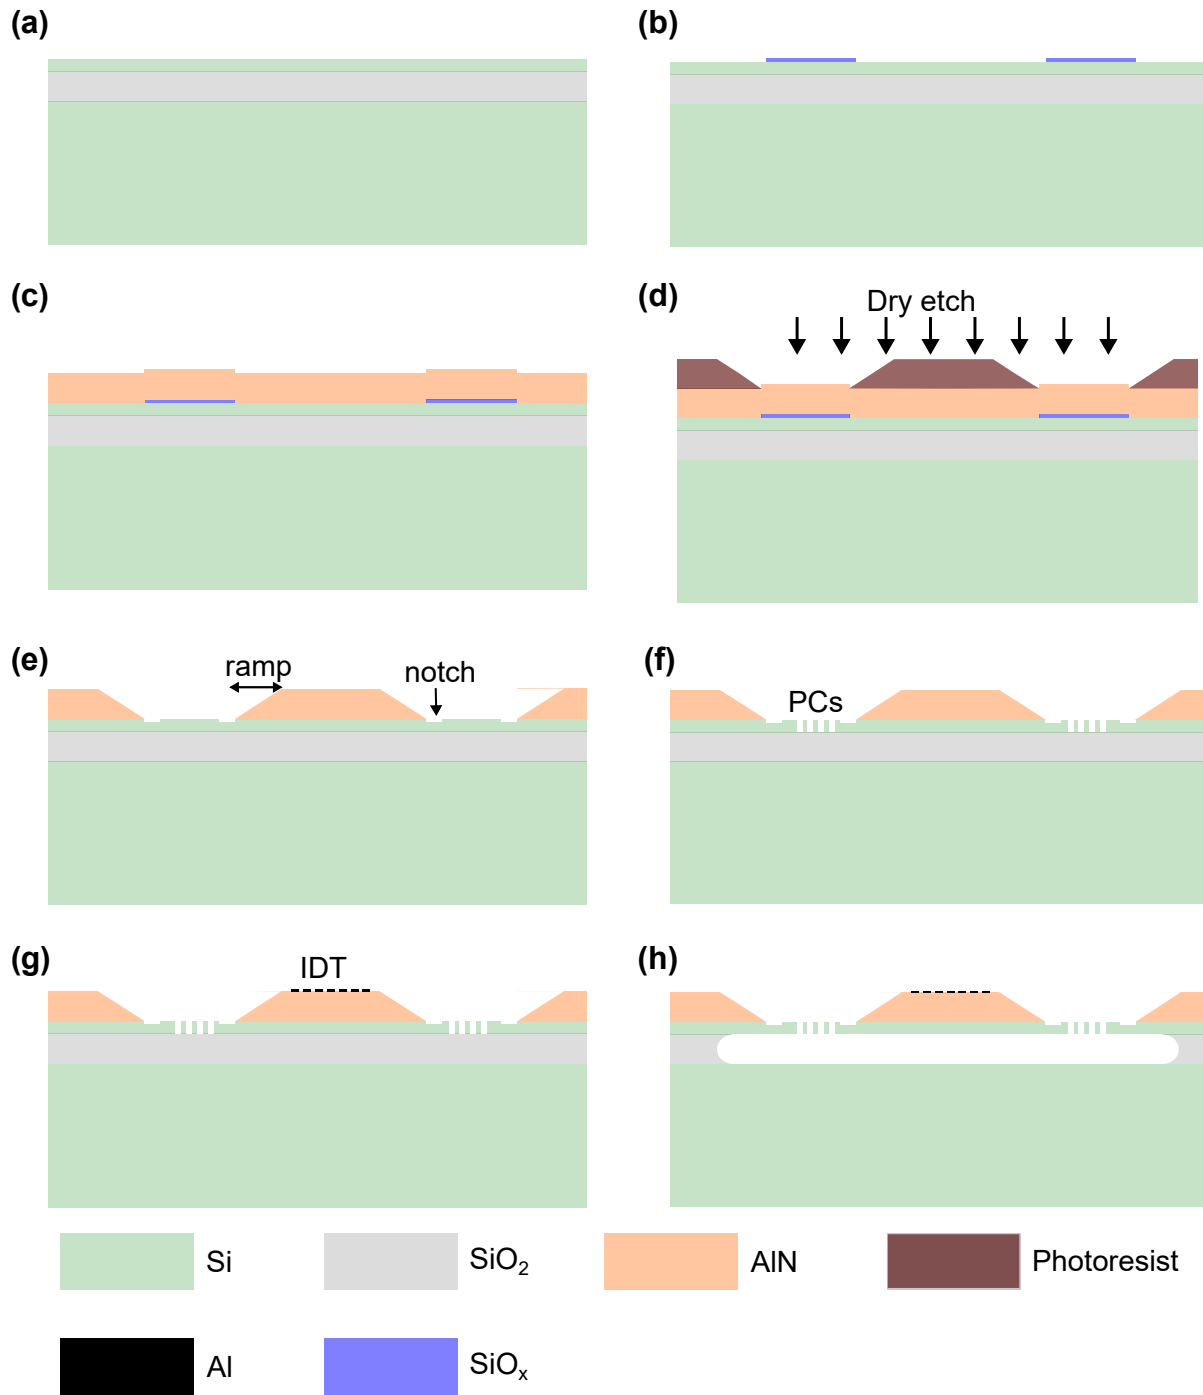 (a)
(b)
(c)
(d)
Dry etch
(e)
ramp
notch
(f)
PCs
(g)
IDT
(h)
Si
SiO₂
AlN
Photoresist
Al
SiOₓ